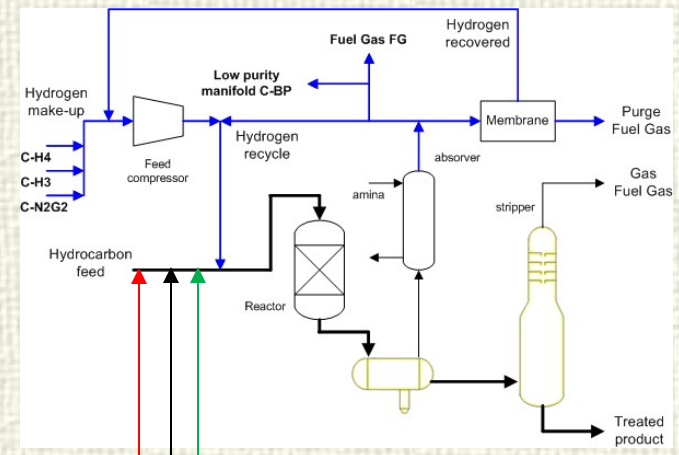 Hydrogen
recovered
Fuel Gas FG
Low purity
manifold C-BP
Hydrogen
make-up
Membrane
Purge
Fuel Gas
Feed
compressor
Hydrogen
recycle
C-H4
C-H3
C-N2G2
absorver
amina
Gas
Fuel Gas
stripper
Hydrocarbon
feed
Reactor
Treated
product